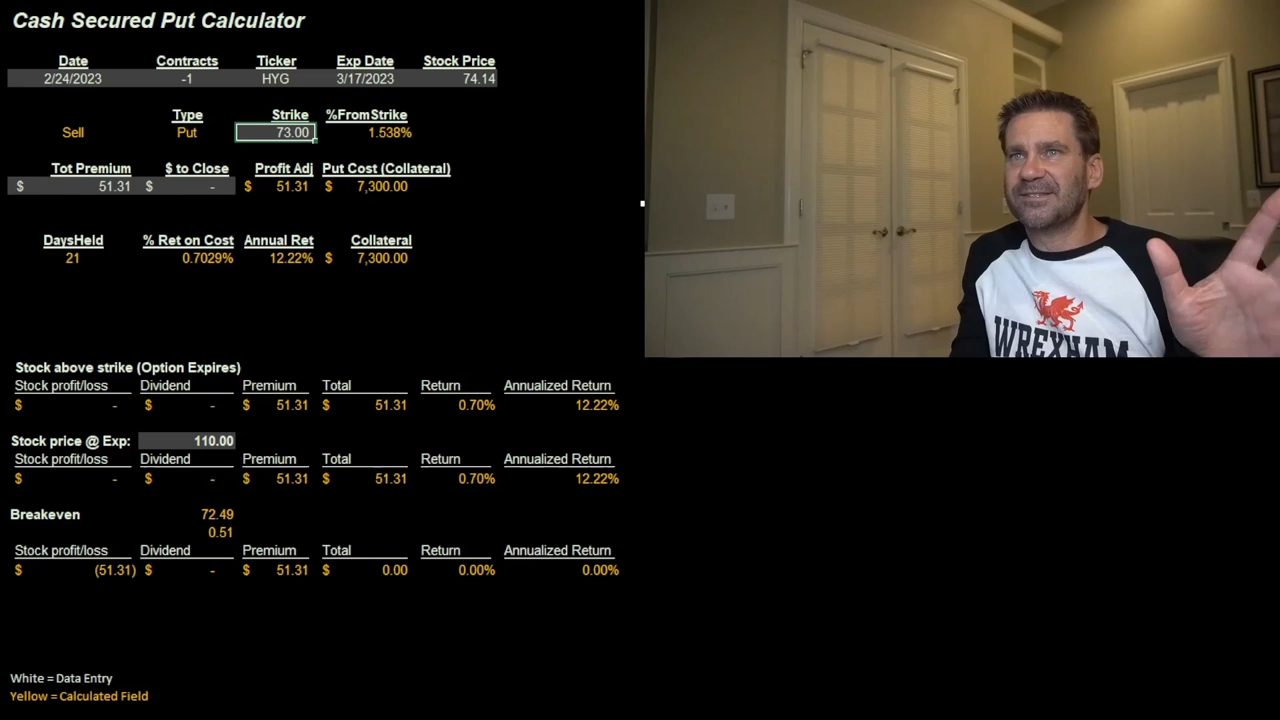 Cash Secured Put Calculator
Date Contracts Ticker Exp Date Stock Price
2/24/2023 -1 HYG 3/17/2023 74.14
Type Strike %FromStrike
Sell Put 73.00 1.538%
Tot Premium $ to Close Profit Adj Put Cost (Collateral)
$ 51.31 $ - $ 51.31 $ 7,300.00
DaysHeld % Ret on Cost Annual Ret Collateral
21 0.7029% 12.22% $ 7,300.00
Stock above strike (Option Expires)
Stock profit/loss Dividend Premium Total Return Annualized Return
$ - $ - $ 51.31 $ 51.31 0.70% 12.22%
Stock price @ Exp: 110.00
Stock profit/loss Dividend Premium Total Return Annualized Return
$ - $ - $ 51.31 $ 51.31 0.70% 12.22%
Breakeven 72.49
0.51
Stock profit/loss Dividend Premium Total Return Annualized Return
$ (51.31) $ - $ 51.31 $ 0.00 0.00% 0.00%
White = Data Entry
Yellow = Calculated Field
WREXHAM